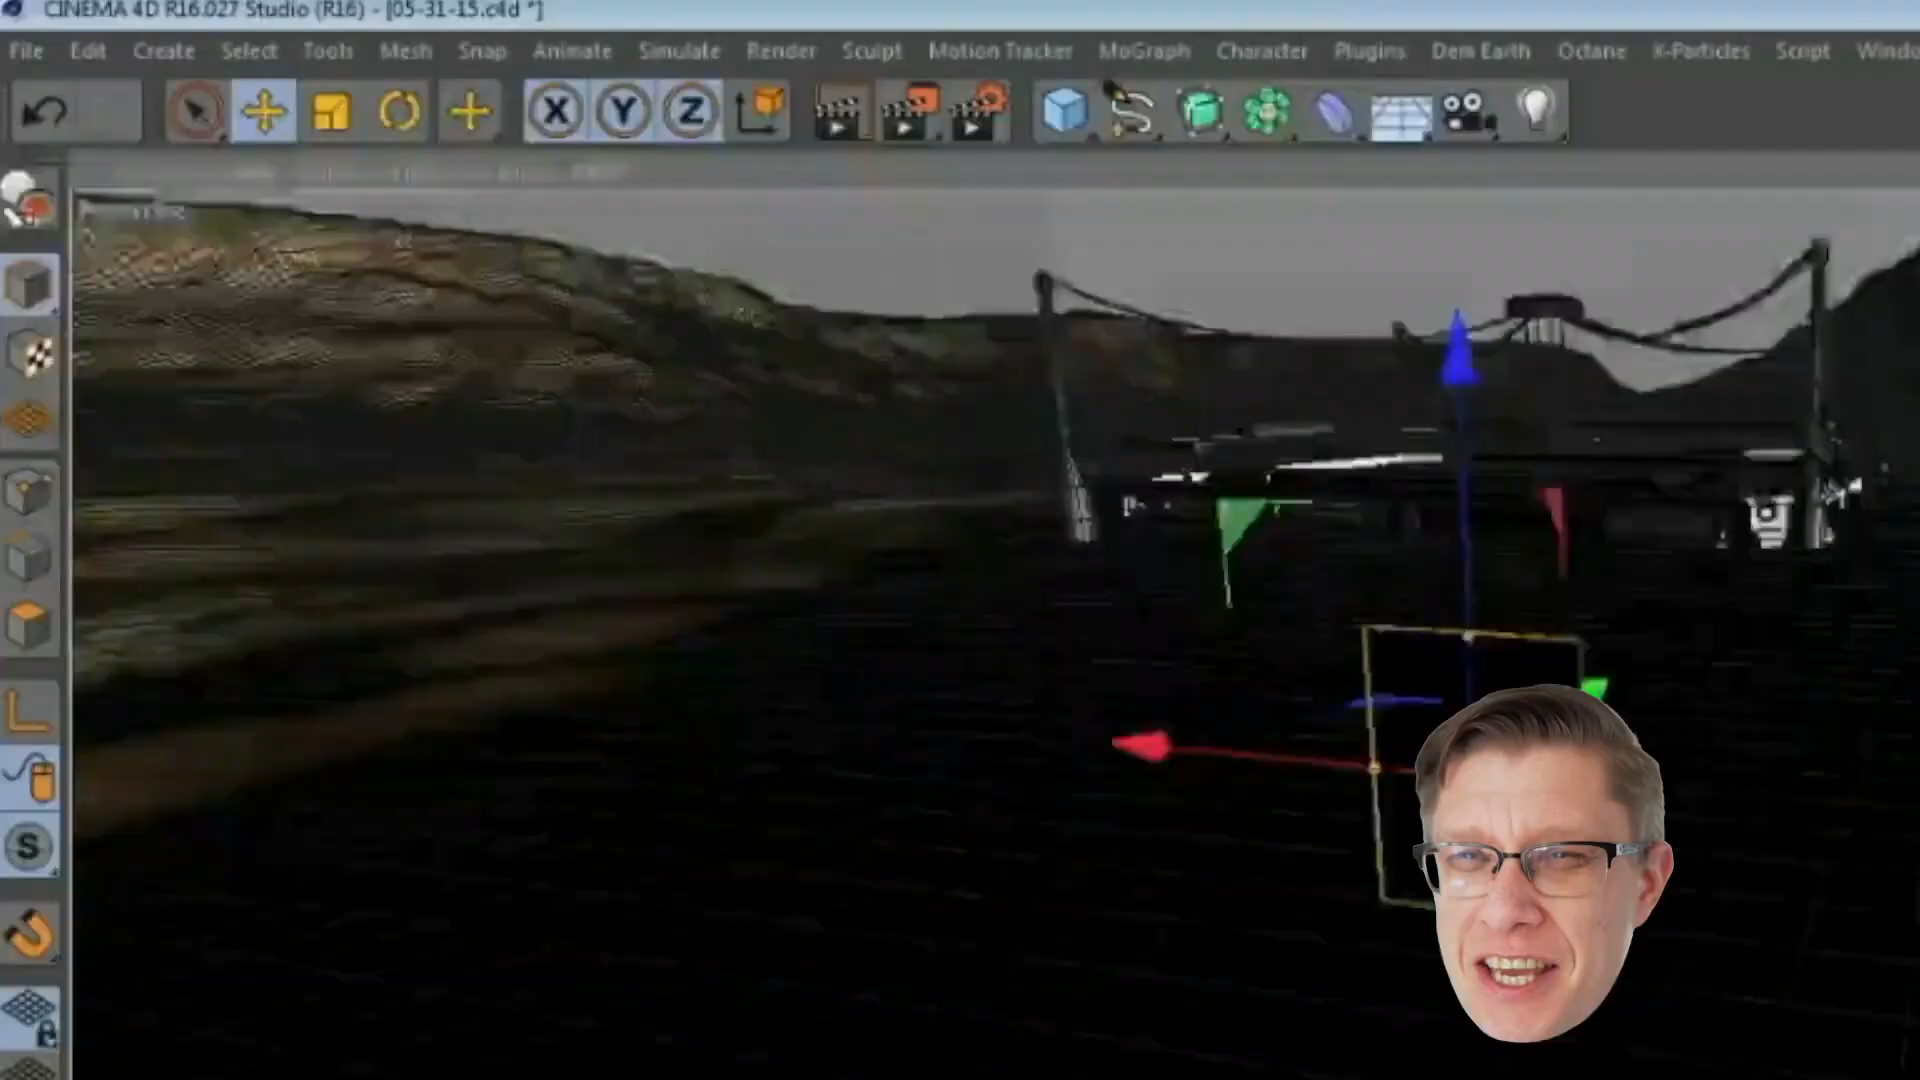 CINEMA 4D R16.027 Studio (R16) - [05-31-15.c4d *]
File Edit Create Select Tools Mesh Snap Animate Simulate Render Sculpt Motion Tracker MoGraph Character Plugins Dem Earth Octane X-Particles Script Windo
X Y Z
S